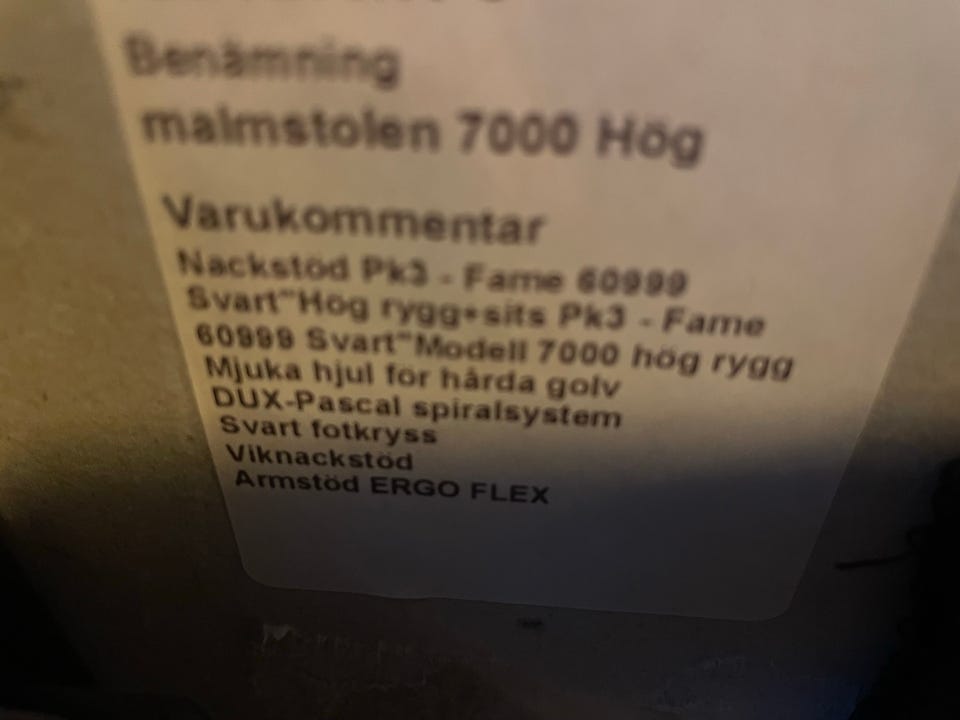 Benämning
malmstolen 7000 Hög
Varukommentar
Nackstöd Pk3 - Fame 60999
Svart"Hög rygg+sits Pk3 - Fame
60999 Svart"Modell 7000 hög rygg
Mjuka hjul för hårda golv
DUX-Pascal spiralsystem
Svart fotkryss
Viknackstöd
Armstöd ERGO FLEX